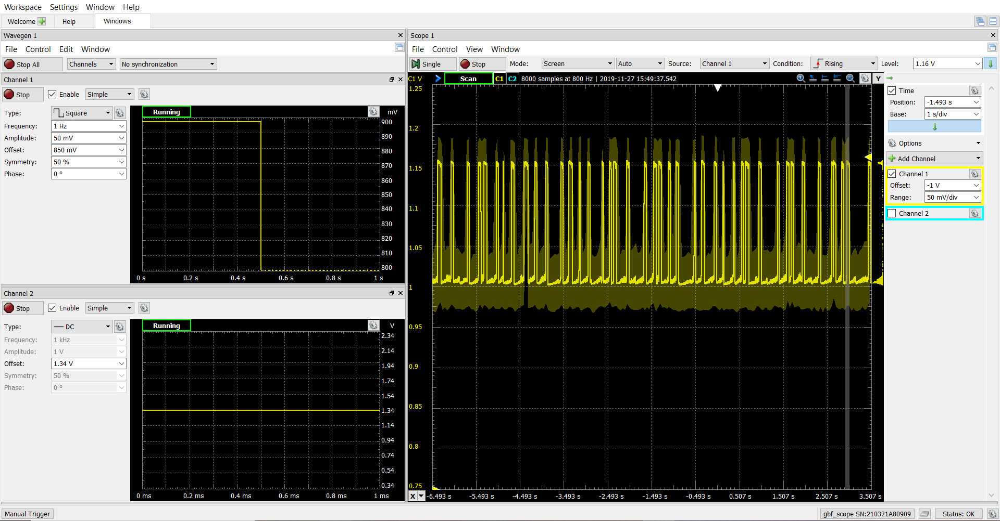 Workspace Settings Window Help
Welcome Help Windows
Wavegen 1
File Control Edit Window
Stop All Channels No synchronization
Channel 1
Stop Enable Simple
Type: Square
Frequency: 1 Hz
Amplitude: 50 mV
Offset: 850 mV
Symmetry: 50 %
Phase: 0 º
Running mV
900
890
880
870
860
850
840
830
820
810
800
0 s 0.2 s 0.4 s 0.6 s 0.8 s 1 s
Channel 2
Stop Enable Simple
Type: DC
Frequency: 1 kHz
Amplitude: 1 V
Offset: 1.34 V
Symmetry: 50 %
Phase: 0 º
Running V
2.34
2.14
1.94
1.74
1.54
1.34
1.14
0.94
0.74
0.54
0.34
0 ms 0.2 ms 0.4 ms 0.6 ms 0.8 ms 1 ms
Scope 1
File Control View Window
Single Stop Mode: Screen Auto Source: Channel 1 Condition: Rising Level: 1.16 V
C1 V Scan C1 C2 8000 samples at 800 Hz | 2019-11-27 15:49:37.542 Y
1.25
1.2
1.15
1.1
1.05
1
0.95
0.9
0.85
0.8
0.75
X -6.493 s -5.493 s -4.493 s -3.493 s -2.493 s -1.493 s -0.493 s 0.507 s 1.507 s 2.507 s 3.507 s
Time
Position: -1.493 s
Base: 1 s/div
Options
Add Channel
Channel 1
Offset: -1 V
Range: 50 mV/div
Channel 2
Manual Trigger gbf_scope SN:210321A80909 Status: OK